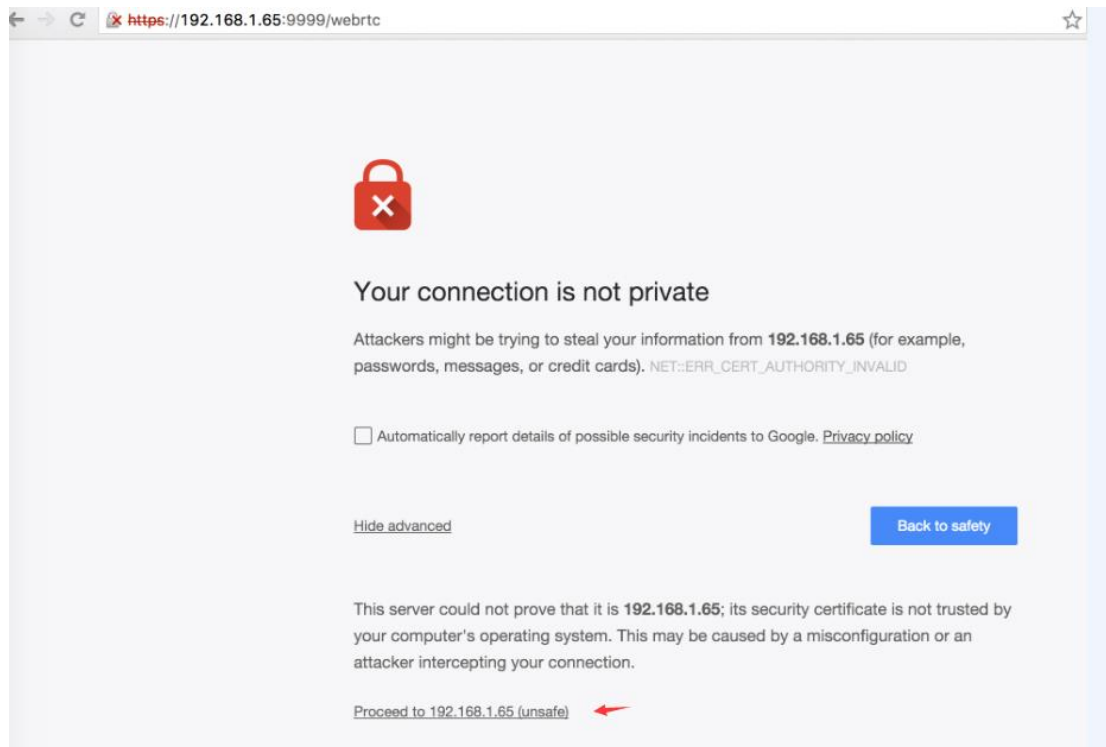 https://192.168.1.65:9999/webrtc
Your connection is not private
Attackers might be trying to steal your information from 192.168.1.65 (for example,
passwords, messages, or credit cards). NET::ERR_CERT_AUTHORITY_INVALID
Automatically report details of possible security incidents to Google. Privacy policy
Hide advanced
Back to safety
This server could not prove that it is 192.168.1.65; its security certificate is not trusted by
your computer's operating system. This may be caused by a misconfiguration or an
attacker intercepting your connection.
Proceed to 192.168.1.65 (unsafe)